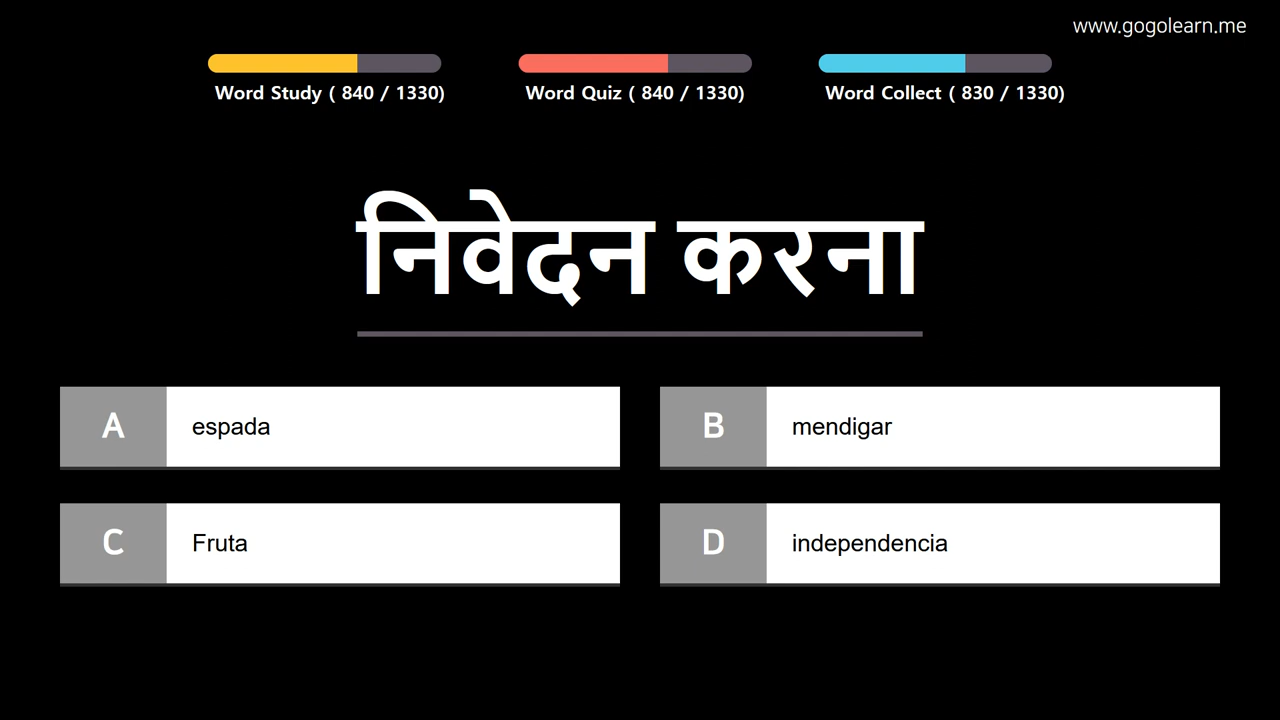 www.gogolearn.me
Word Study ( 840 / 1330)
Word Quiz ( 840 / 1330)
Word Collect ( 830 / 1330)
निवेदन करना
A espada
B mendigar
C Fruta
D independencia